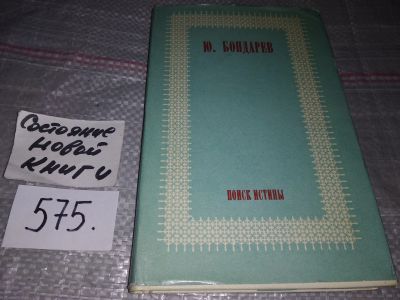 Ю. БОНДАРЕВ
ПОИСК ИСТИНЫ
Состояние
новой
книги
575.